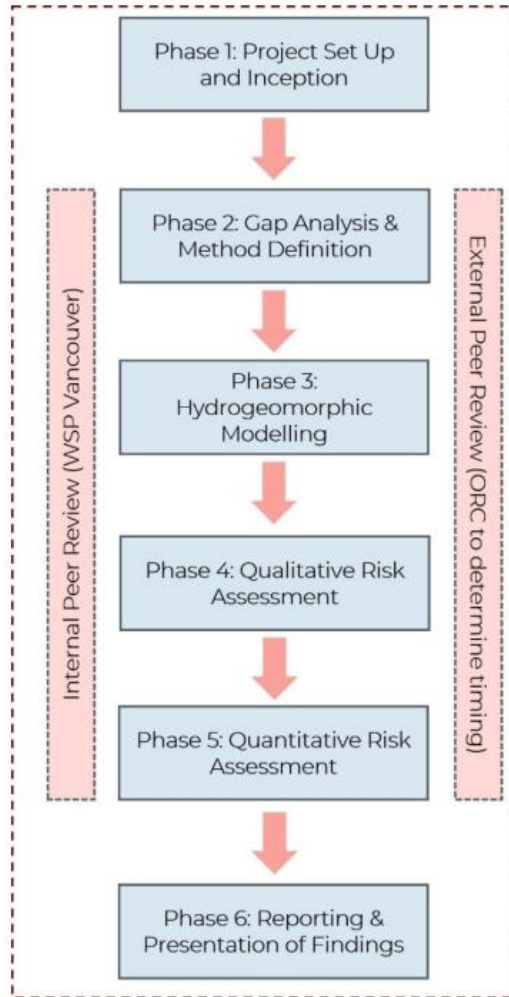 Phase 1: Project Set Up
and Inception
Phase 2: Gap Analysis &
Method Definition
Internal Peer Review (WSP Vancouver)
External Peer Review (ORC to determine timing)
Phase 3:
Hydrogeomorphic
Modelling
Phase 4: Qualitative Risk
Assessment
Phase 5: Quantitative Risk
Assessment
Phase 6: Reporting &
Presentation of Findings